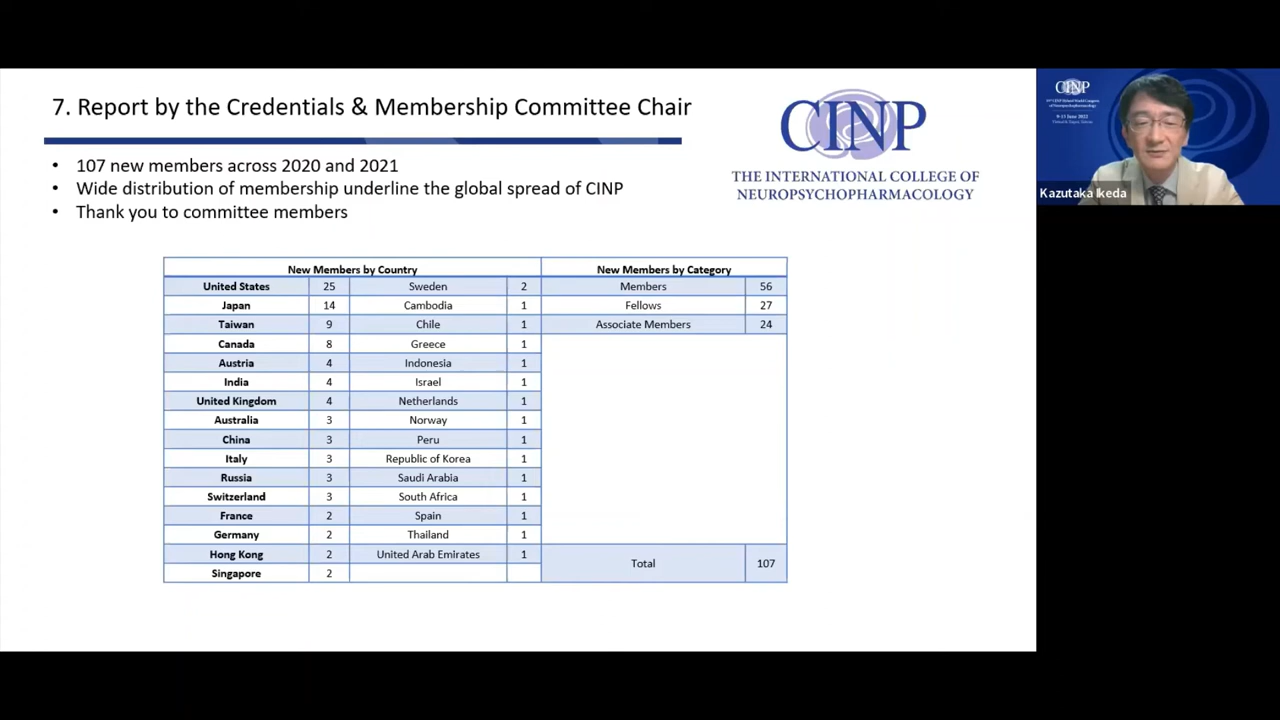 7. Report by the Credentials & Membership Committee Chair
• 107 new members across 2020 and 2021
• Wide distribution of membership underline the global spread of CINP
• Thank you to committee members
CINP
THE INTERNATIONAL COLLEGE OF
NEUROPSYCHOPHARMACOLOGY
New Members by Country New Members by Category
United States 25 Sweden 2 Members 56
Japan 14 Cambodia 1 Fellows 27
Taiwan 9 Chile 1 Associate Members 24
Canada 8 Greece 1
Austria 4 Indonesia 1
India 4 Israel 1
United Kingdom 4 Netherlands 1
Australia 3 Norway 1
China 3 Peru 1
Italy 3 Republic of Korea 1
Russia 3 Saudi Arabia 1
Switzerland 3 South Africa 1
France 2 Spain 1
Germany 2 Thailand 1
Hong Kong 2 United Arab Emirates 1
Singapore 2
Total 107
CINP
9-13 June 2022
Kazutaka Ikeda